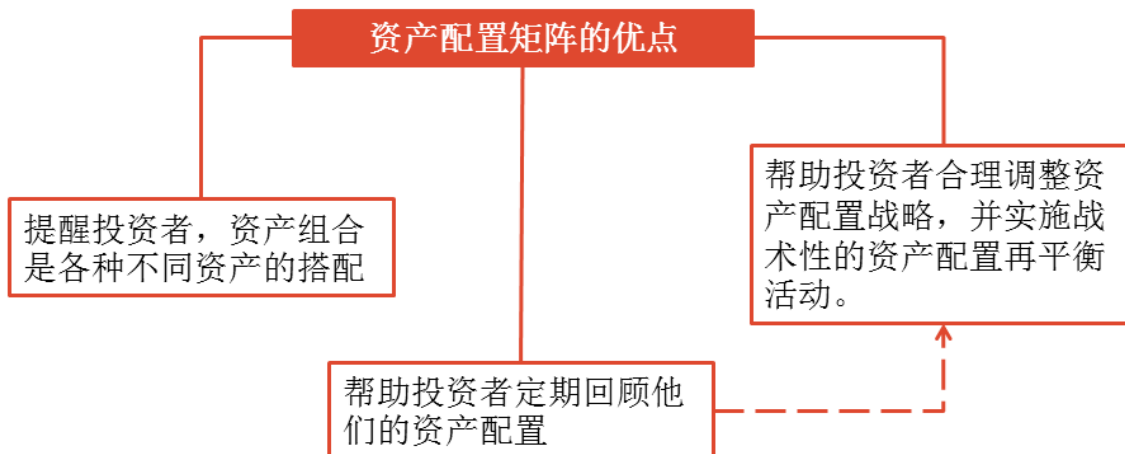 资产配置矩阵的优点
提醒投资者，资产组合
是各种不同资产的搭配
帮助投资者定期回顾他
们的资产配置
帮助投资者合理调整资
产配置战略，并实施战
术性的资产配置再平衡
活动。